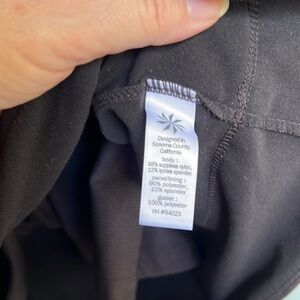 Designed in
Sonoma County,
California
body :
88% supplex nylon,
12% lycra spandex
panel/lining :
90% polyester,
10% spandex
gusset :
100% polyester
RN #54023